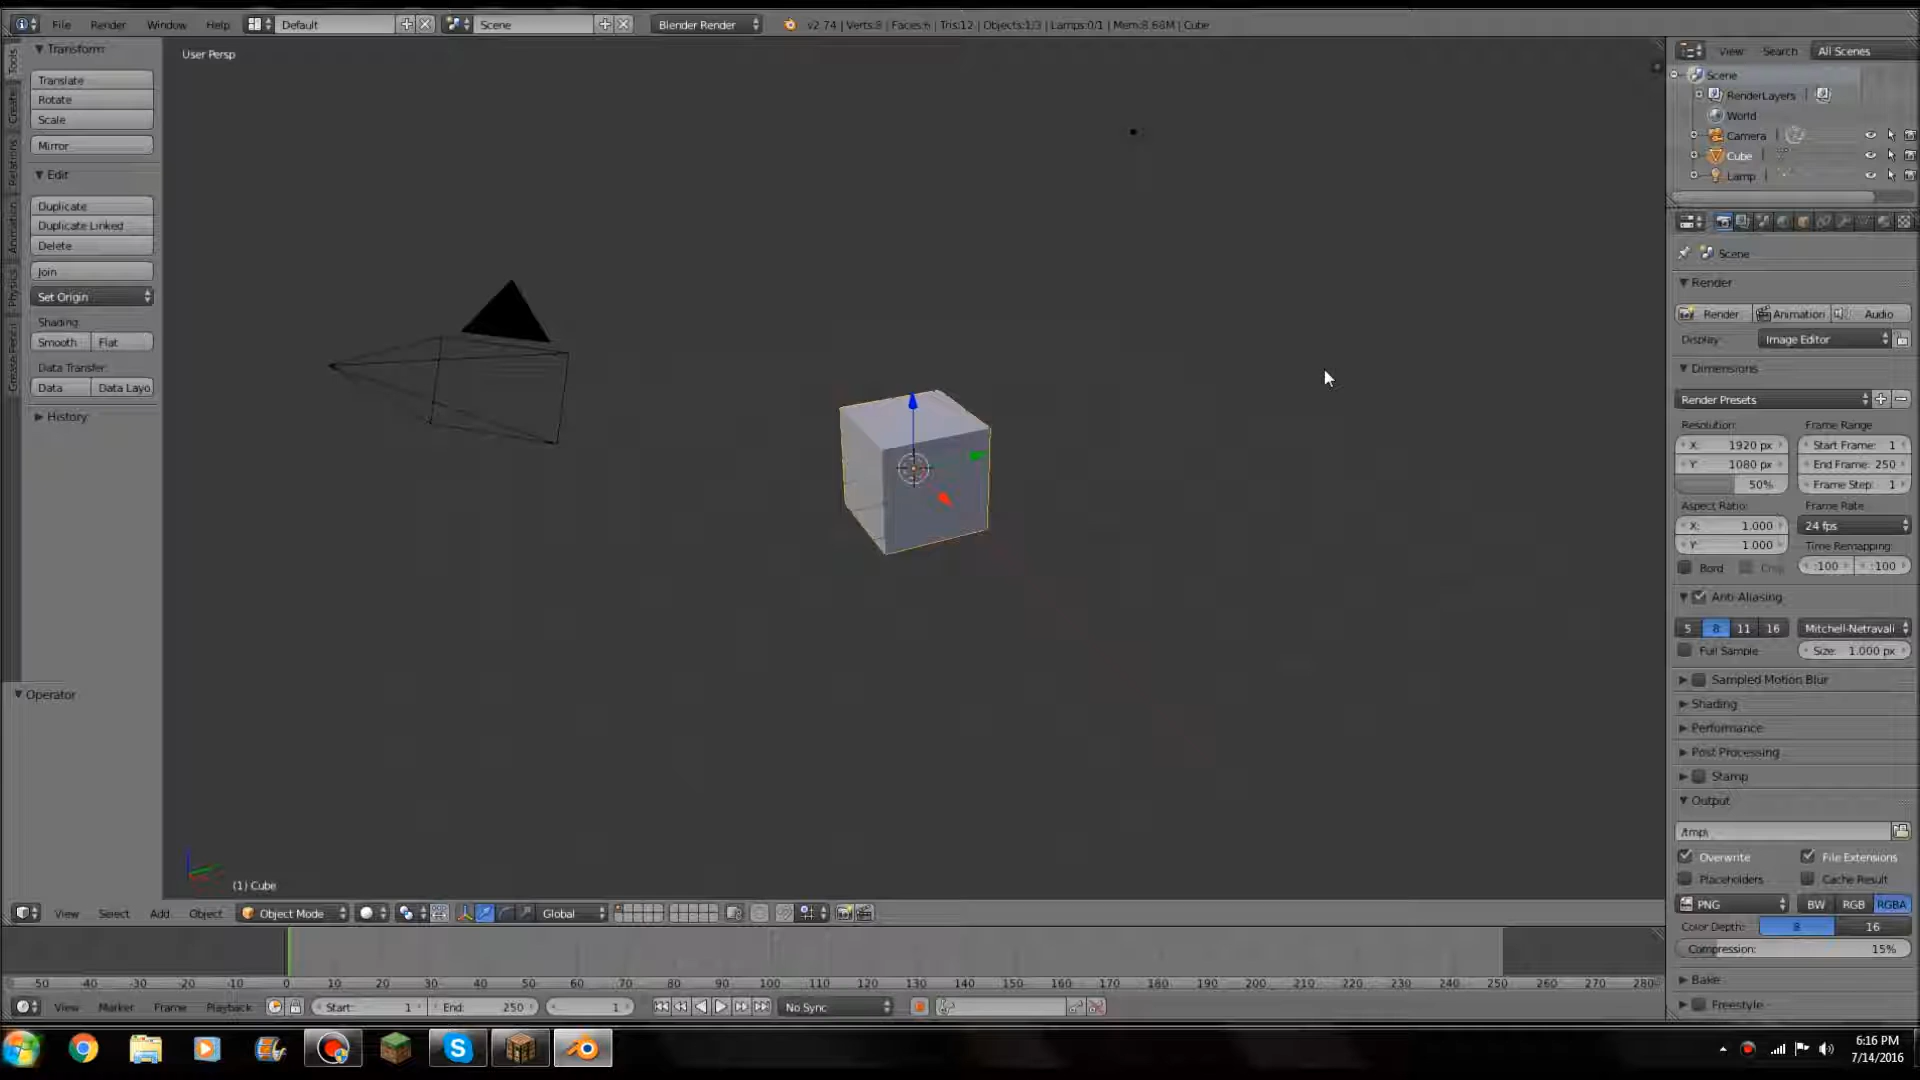 File Render Window Help Default Scene Blender Render v2.74 | Verts:8 | Faces:6 | Tris:12 | Objects:1/3 | Lamps:0/1 | Mem:8.68M | Cube
Tools
Create
Relations
Animation
Physics
Grease Pencil
Transform
Translate
Rotate
Scale
Mirror
Edit
Duplicate
Duplicate Linked
Delete
Join
Set Origin
Shading:
Smooth Flat
Data Transfer:
Data Data Layo
History
Operator
User Persp
(1) Cube
View Select Add Object Object Mode Global
-50 -40 -30 -20 -10 0 10 20 30 40 50 60 70 80 90 100 110 120 130 140 150 160 170 180 190 200 210 220 230 240 250 260 270 280
View Marker Frame Playback Start: 1 End: 250 1 No Sync
View Search All Scenes
Scene
RenderLayers
World
Camera
Cube
Lamp
Scene
Render
Render Animation Audio
Display: Image Editor
Dimensions
Render Presets
Resolution: Frame Range:
X: 1920 px Start Frame: 1
Y: 1080 px End Frame: 250
50% Frame Step: 1
Aspect Ratio: Frame Rate:
X: 1.000 24 fps
Y: 1.000 Time Remapping:
Bord Crop :100 :100
Anti-Aliasing
5 8 11 16 Mitchell-Netravali
Full Sample Size: 1.000 px
Sampled Motion Blur
Shading
Performance
Post Processing
Stamp
Output
/tmp\
Overwrite File Extensions
Placeholders Cache Result
PNG BW RGB RGBA
Color Depth: 8 16
Compression: 15%
Bake
Freestyle
6:16 PM
7/14/2016